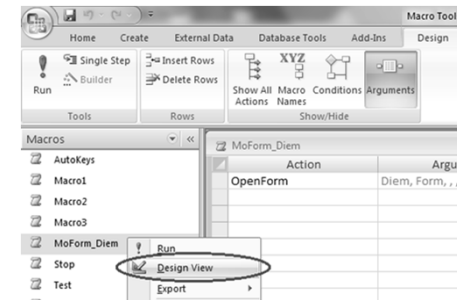 Macro Tool
Home Create External Data Database Tools Add-Ins Design
Run
Single Step
Builder
Tools
Insert Rows
Delete Rows
Rows
Show All Actions
XYZ
Macro Names
Conditions
Arguments
Show/Hide
Macros
AutoKeys
Macro1
Macro2
Macro3
MoForm_Diem
Stop
Test
Run
Design View
Export
MoForm_Diem
Action Argu
OpenForm Diem, Form, , ,